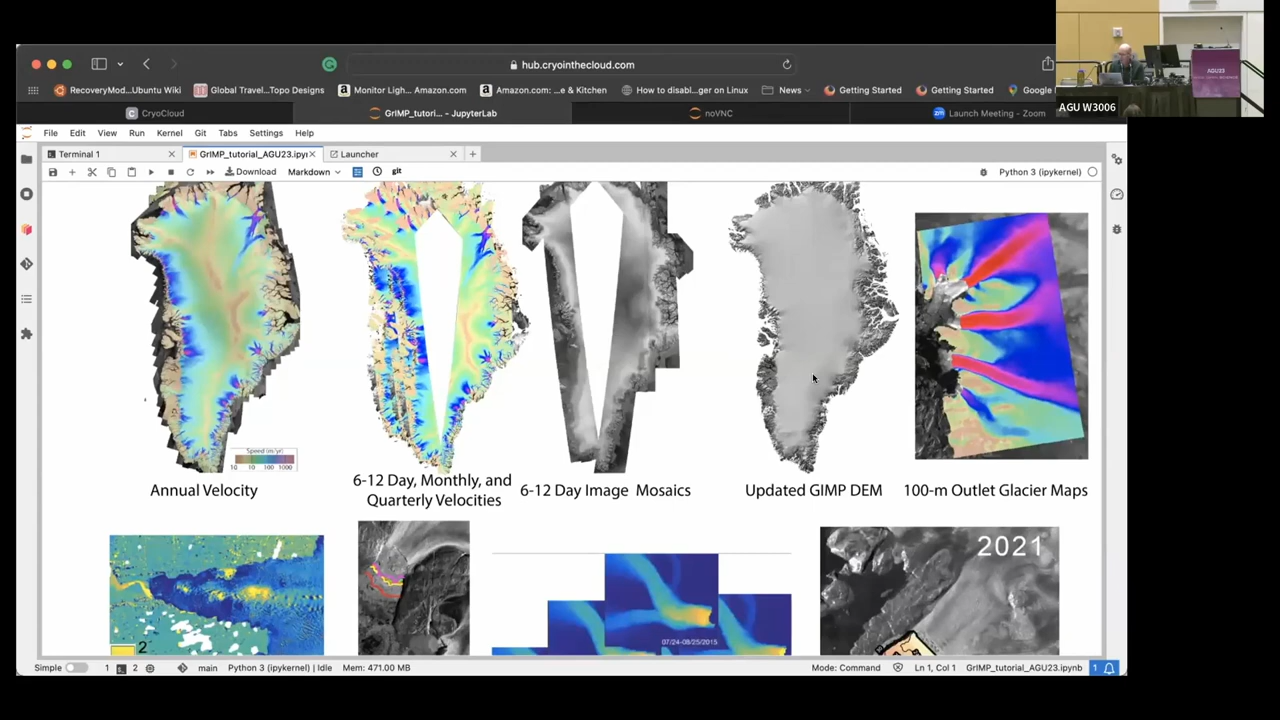 hub.cryointhecloud.com
RecoveryMod...Ubuntu Wiki
Global Travel...Topo Designs
Monitor Ligh... Amazon.com
Amazon.com: ...e & Kitchen
How to disabl...ger on Linux
News
Getting Started
Getting Started
Google
CryoCloud
GrIMP_tutori... - JupyterLab
noVNC
Launch Meeting - Zoom
AGU23
AGU W3006
File Edit View Run Kernel Git Tabs Settings Help
Terminal 1
GrIMP_tutorial_AGU23.ipyn
Launcher
Download
Markdown
git
Python 3 (ipykernel)
Speed (m/yr)
10 10 100 1000
Annual Velocity
6-12 Day, Monthly, and
Quarterly Velocities
6-12 Day Image Mosaics
Updated GIMP DEM
100-m Outlet Glacier Maps
2
07/24-08/25/2015
2021
Simple
1
2
main
Python 3 (ipykernel) | Idle
Mem: 471.00 MB
Mode: Command
Ln 1, Col 1
GrIMP_tutorial_AGU23.ipynb
1